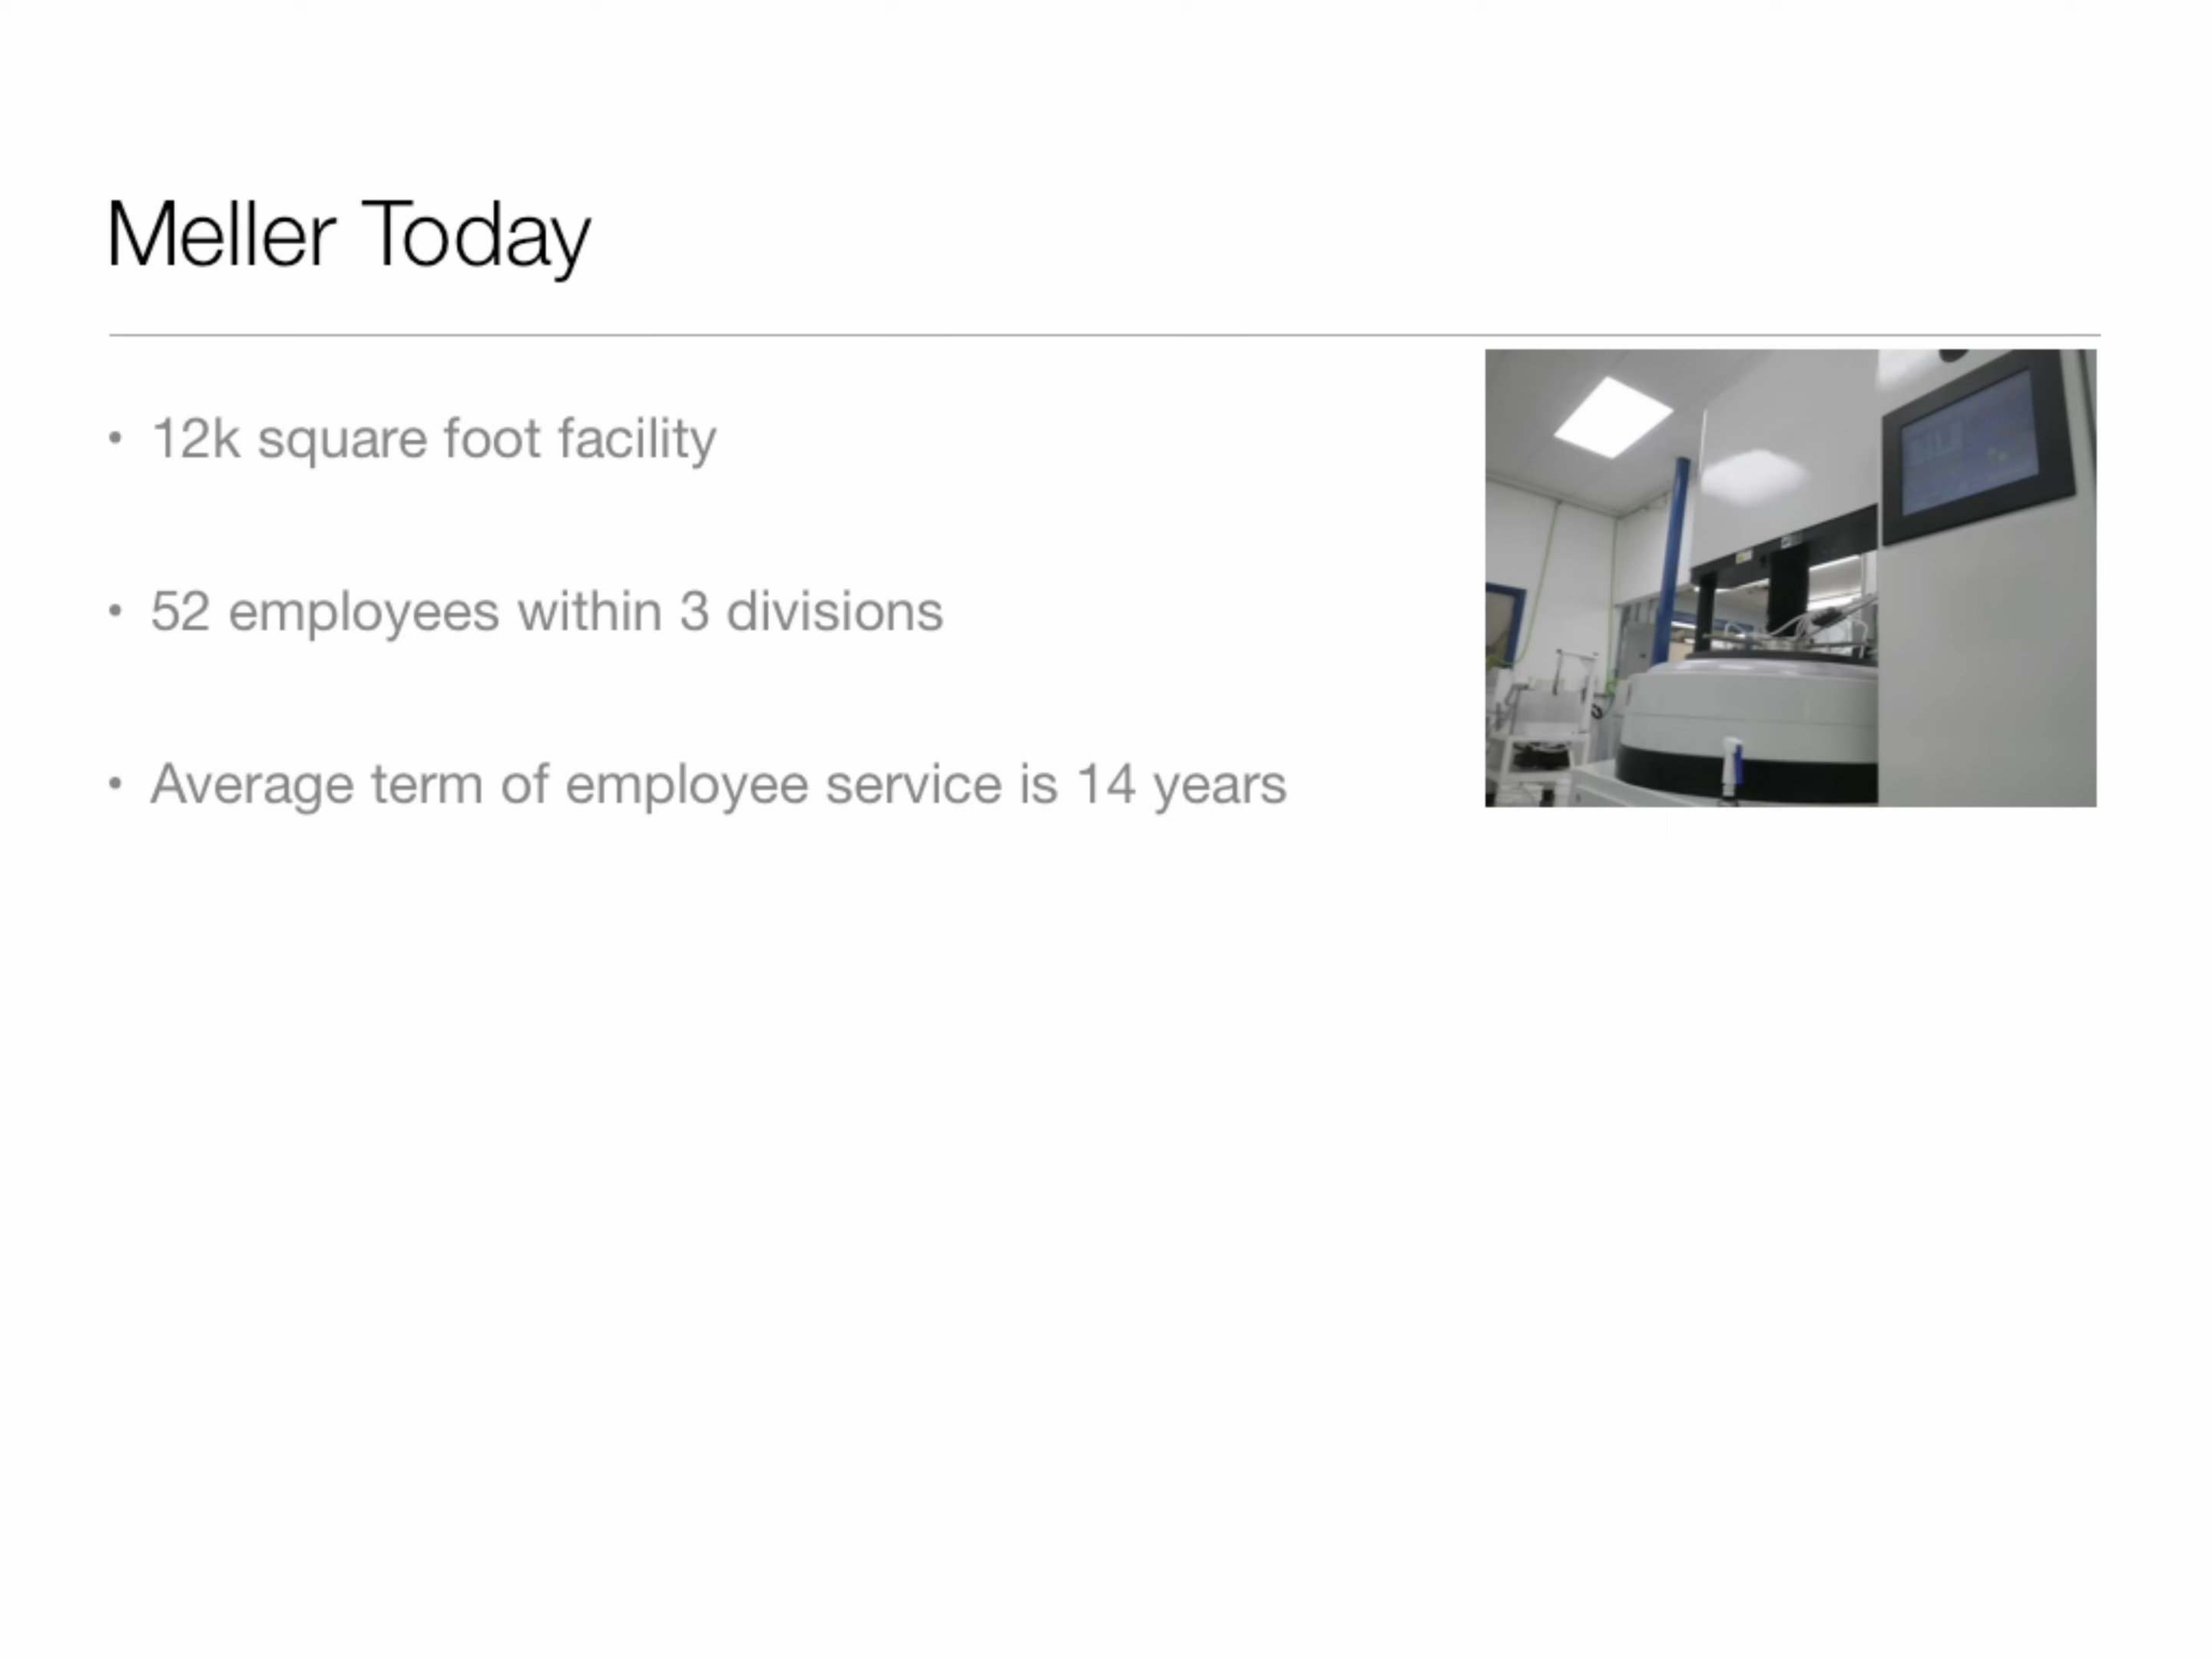 Meller Today
• 12k square foot facility
• 52 employees within 3 divisions
• Average term of employee service is 14 years